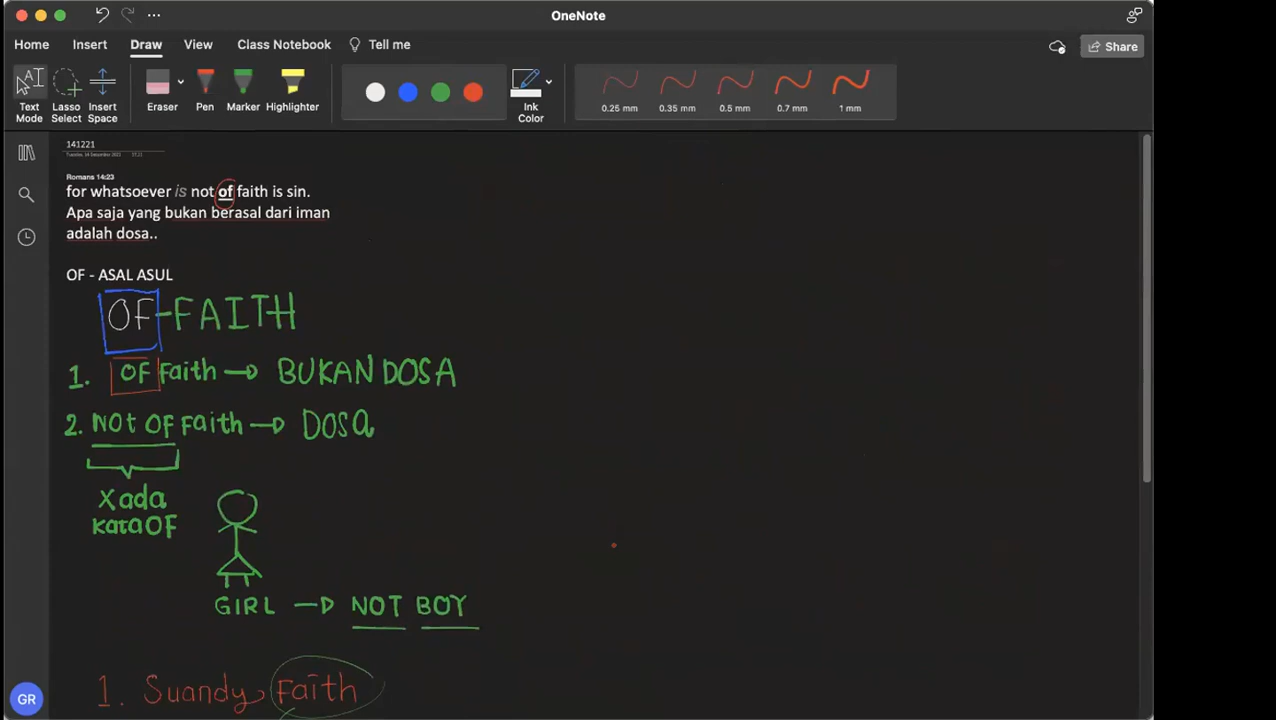 OneNote
Home Insert Draw View Class Notebook Tell me
Share
Text Mode
Lasso Select
Insert Space
Eraser
Pen
Marker
Highlighter
Ink Color
0.25 mm 0.35 mm 0.5 mm 0.7 mm 1 mm
141221
Romans 14:23
for whatsoever is not of faith is sin.
Apa saja yang bukan berasal dari iman
adalah dosa..
OF - ASAL ASUL
OF-FAITH
1. OF Faith → BUKAN DOSA
2. NOT OF Faith → DOSA
X ada
kata OF
GIRL → NOT BOY
1. Suandy Faith
GR